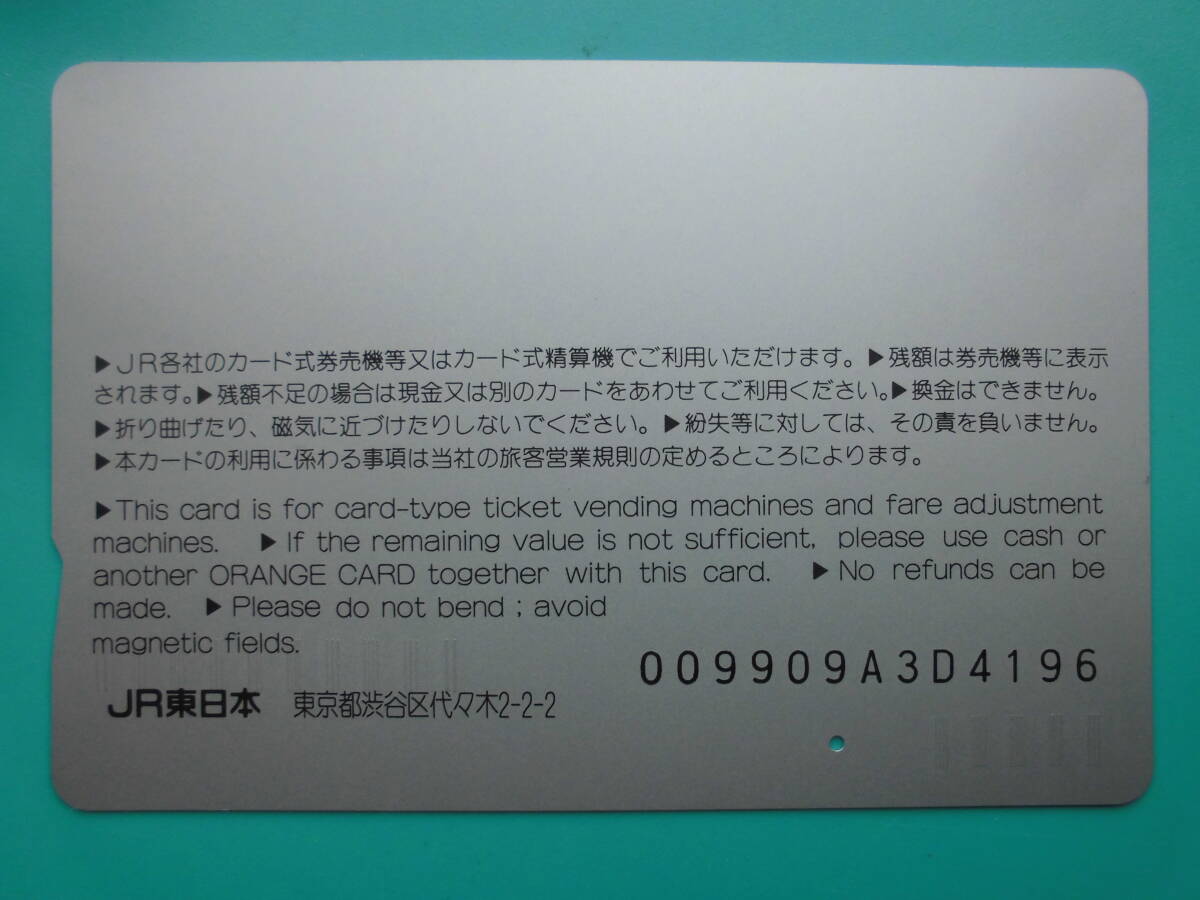 ▶JR各社のカード式券売機等又はカード式精算機でご利用いただけます。▶残額は券売機等に表示
されます。▶残額不足の場合は現金又は別のカードをあわせてご利用ください。▶換金はできません。
▶折り曲げたり、磁気に近づけたりしないでください。▶紛失等に対しては、その責を負いません。
▶本カードの利用に係わる事項は当社の旅客営業規則の定めるところによります。
▶This card is for card-type ticket vending machines and fare adjustment
machines. ▶If the remaining value is not sufficient, please use cash or
another ORANGE CARD together with this card. ▶No refunds can be
made. ▶Please do not bend ; avoid
magnetic fields.
009909A3D4196
JR東日本 東京都渋谷区代々木2-2-2